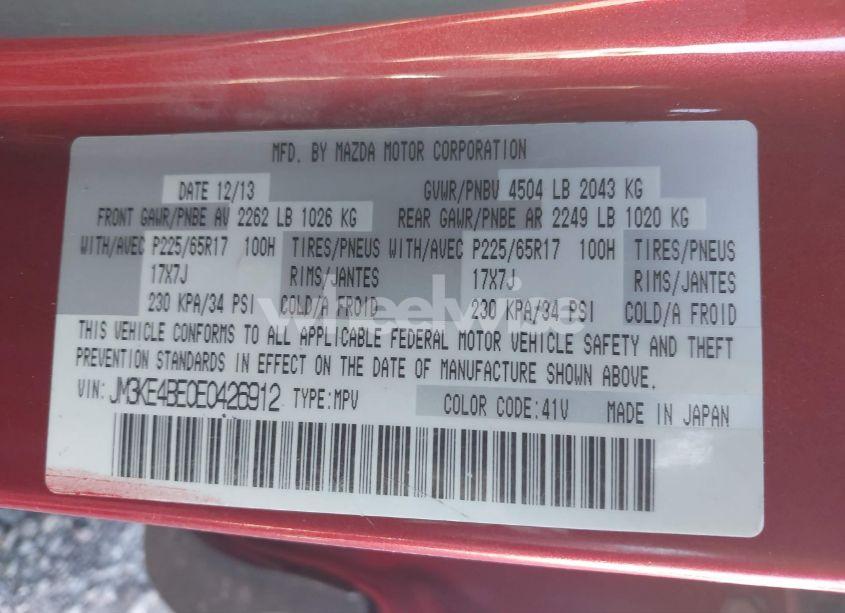 MFD. BY MAZDA MOTOR CORPORATION
DATE 12/13 GVWR/PNBV 4504 LB 2043 KG
FRONT GAWR/PNBE AV 2262 LB 1026 KG REAR GAWR/PNBE AR 2249 LB 1020 KG
WITH/AVEC P225/65R17 100H TIRES/PNEUS WITH/AVEC P225/65R17 100H TIRES/PNEUS
17X7J RIMS/JANTES 17X7J RIMS/JANTES
230 KPA/34 PSI COLD/A FROID 230 KPA/34 PSI COLD/A FROID
wheelwise
THIS VEHICLE CONFORMS TO ALL APPLICABLE FEDERAL MOTOR VEHICLE SAFETY AND THEFT
PREVENTION STANDARDS IN EFFECT ON THE DATE OF MANUFACTURE SHOWN ABOVE.
VIN: JM3KE4BE0E0426912 TYPE:MPV COLOR CODE:41V MADE IN JAPAN